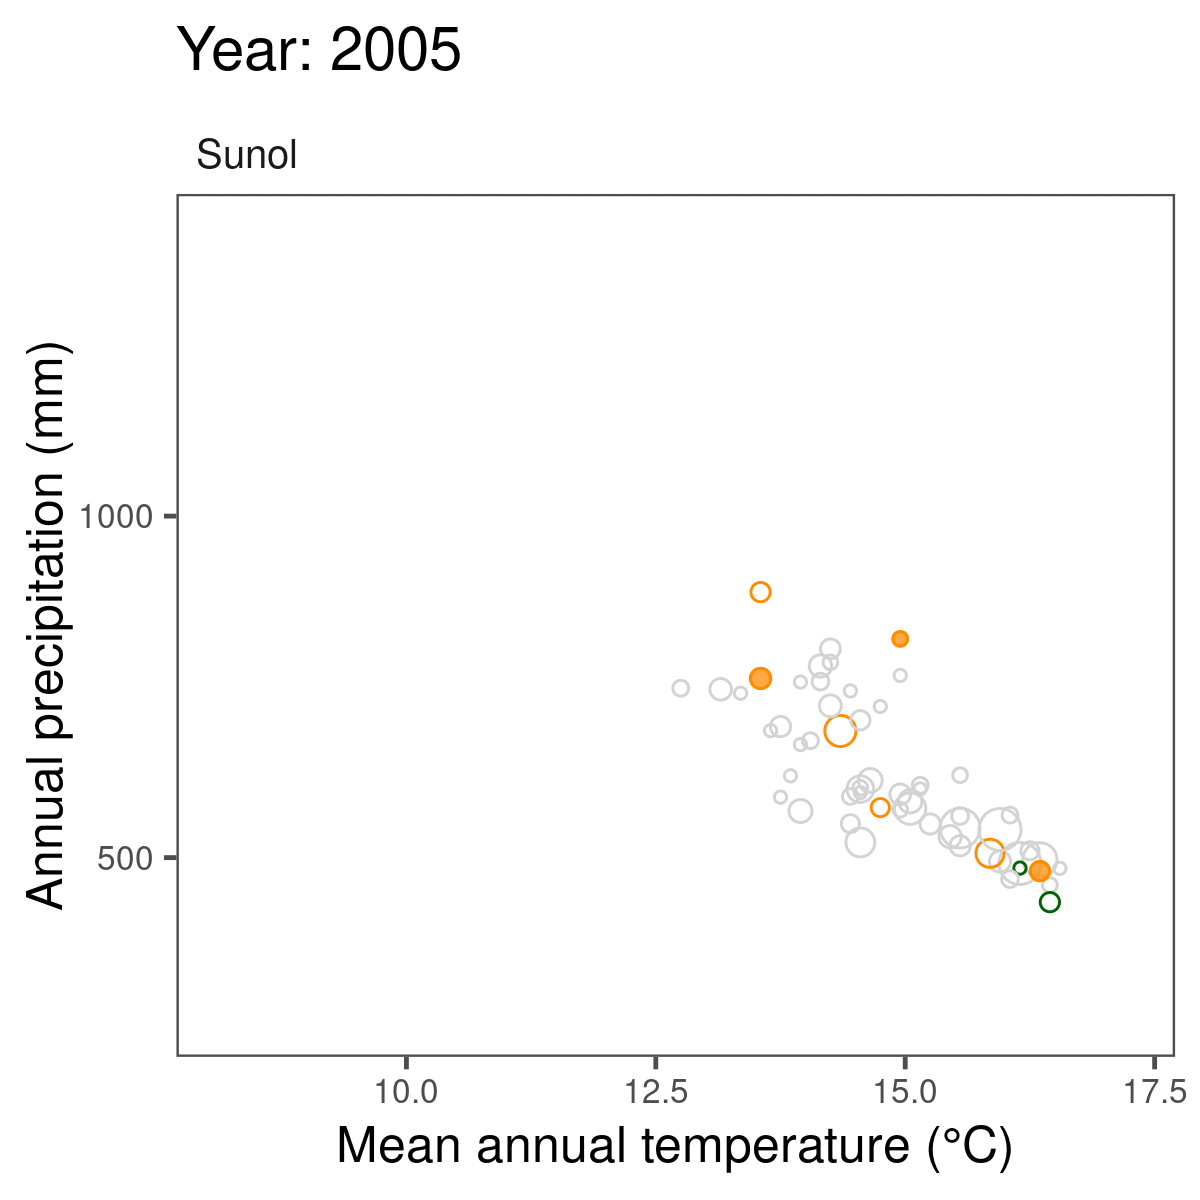 Year: 2005
Sunol
Annual precipitation (mm)
1000
500
10.0
12.5
15.0
17.5
Mean annual temperature (°C)